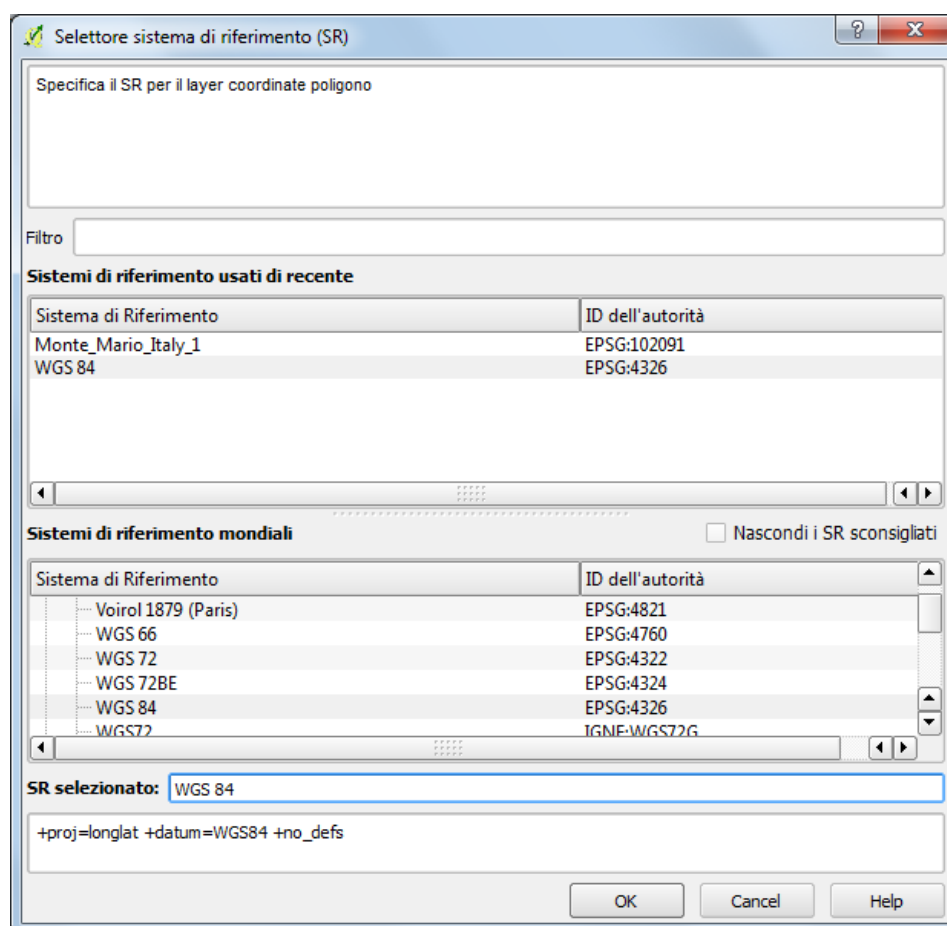 Selettore sistema di riferimento (SR)
Specifica il SR per il layer coordinate poligono
Filtro
Sistemi di riferimento usati di recente
Sistema di Riferimento ID dell'autorità
Monte_Mario_Italy_1 EPSG:102091
WGS 84 EPSG:4326
Sistemi di riferimento mondiali Nascondi i SR sconsigliati
Sistema di Riferimento ID dell'autorità
Voirol 1879 (Paris) EPSG:4821
WGS 66 EPSG:4760
WGS 72 EPSG:4322
WGS 72BE EPSG:4324
WGS 84 EPSG:4326
WGS72 IGNF:WGS72G
SR selezionato: WGS 84
+proj=longlat +datum=WGS84 +no_defs
OK Cancel Help